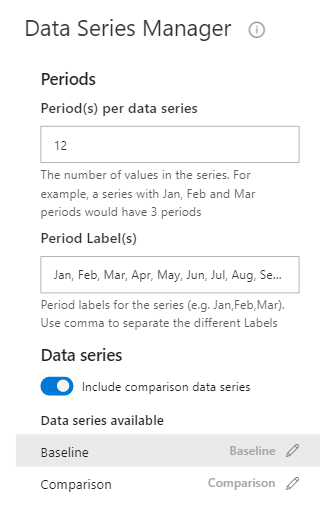 Data Series Manager
Periods
Period(s) per data series
12
The number of values in the series. For
example, a series with Jan, Feb and Mar
periods would have 3 periods
Period Label(s)
Jan, Feb, Mar, Apr, May, Jun, Jul, Aug, Se...
Period labels for the series (e.g. Jan,Feb,Mar).
Use comma to separate the different Labels
Data series
Include comparison data series
Data series available
Baseline Baseline
Comparison Comparison